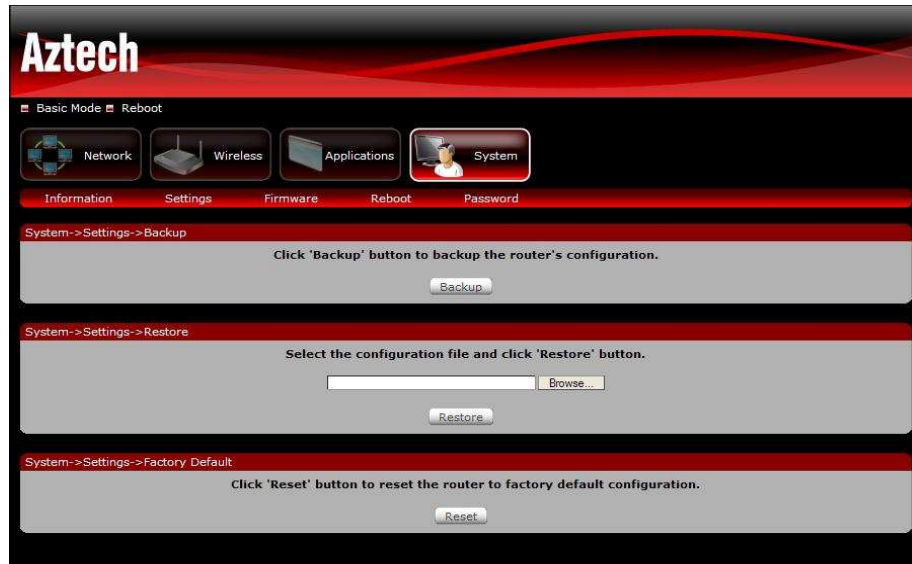 Aztech
Basic Mode Reboot
Network Wireless Applications System
Information Settings Firmware Reboot Password
System->Settings->Backup
Click 'Backup' button to backup the router's configuration.
Backup
System->Settings->Restore
Select the configuration file and click 'Restore' button.
Browse...
Restore
System->Settings->Factory Default
Click 'Reset' button to reset the router to factory default configuration.
Reset